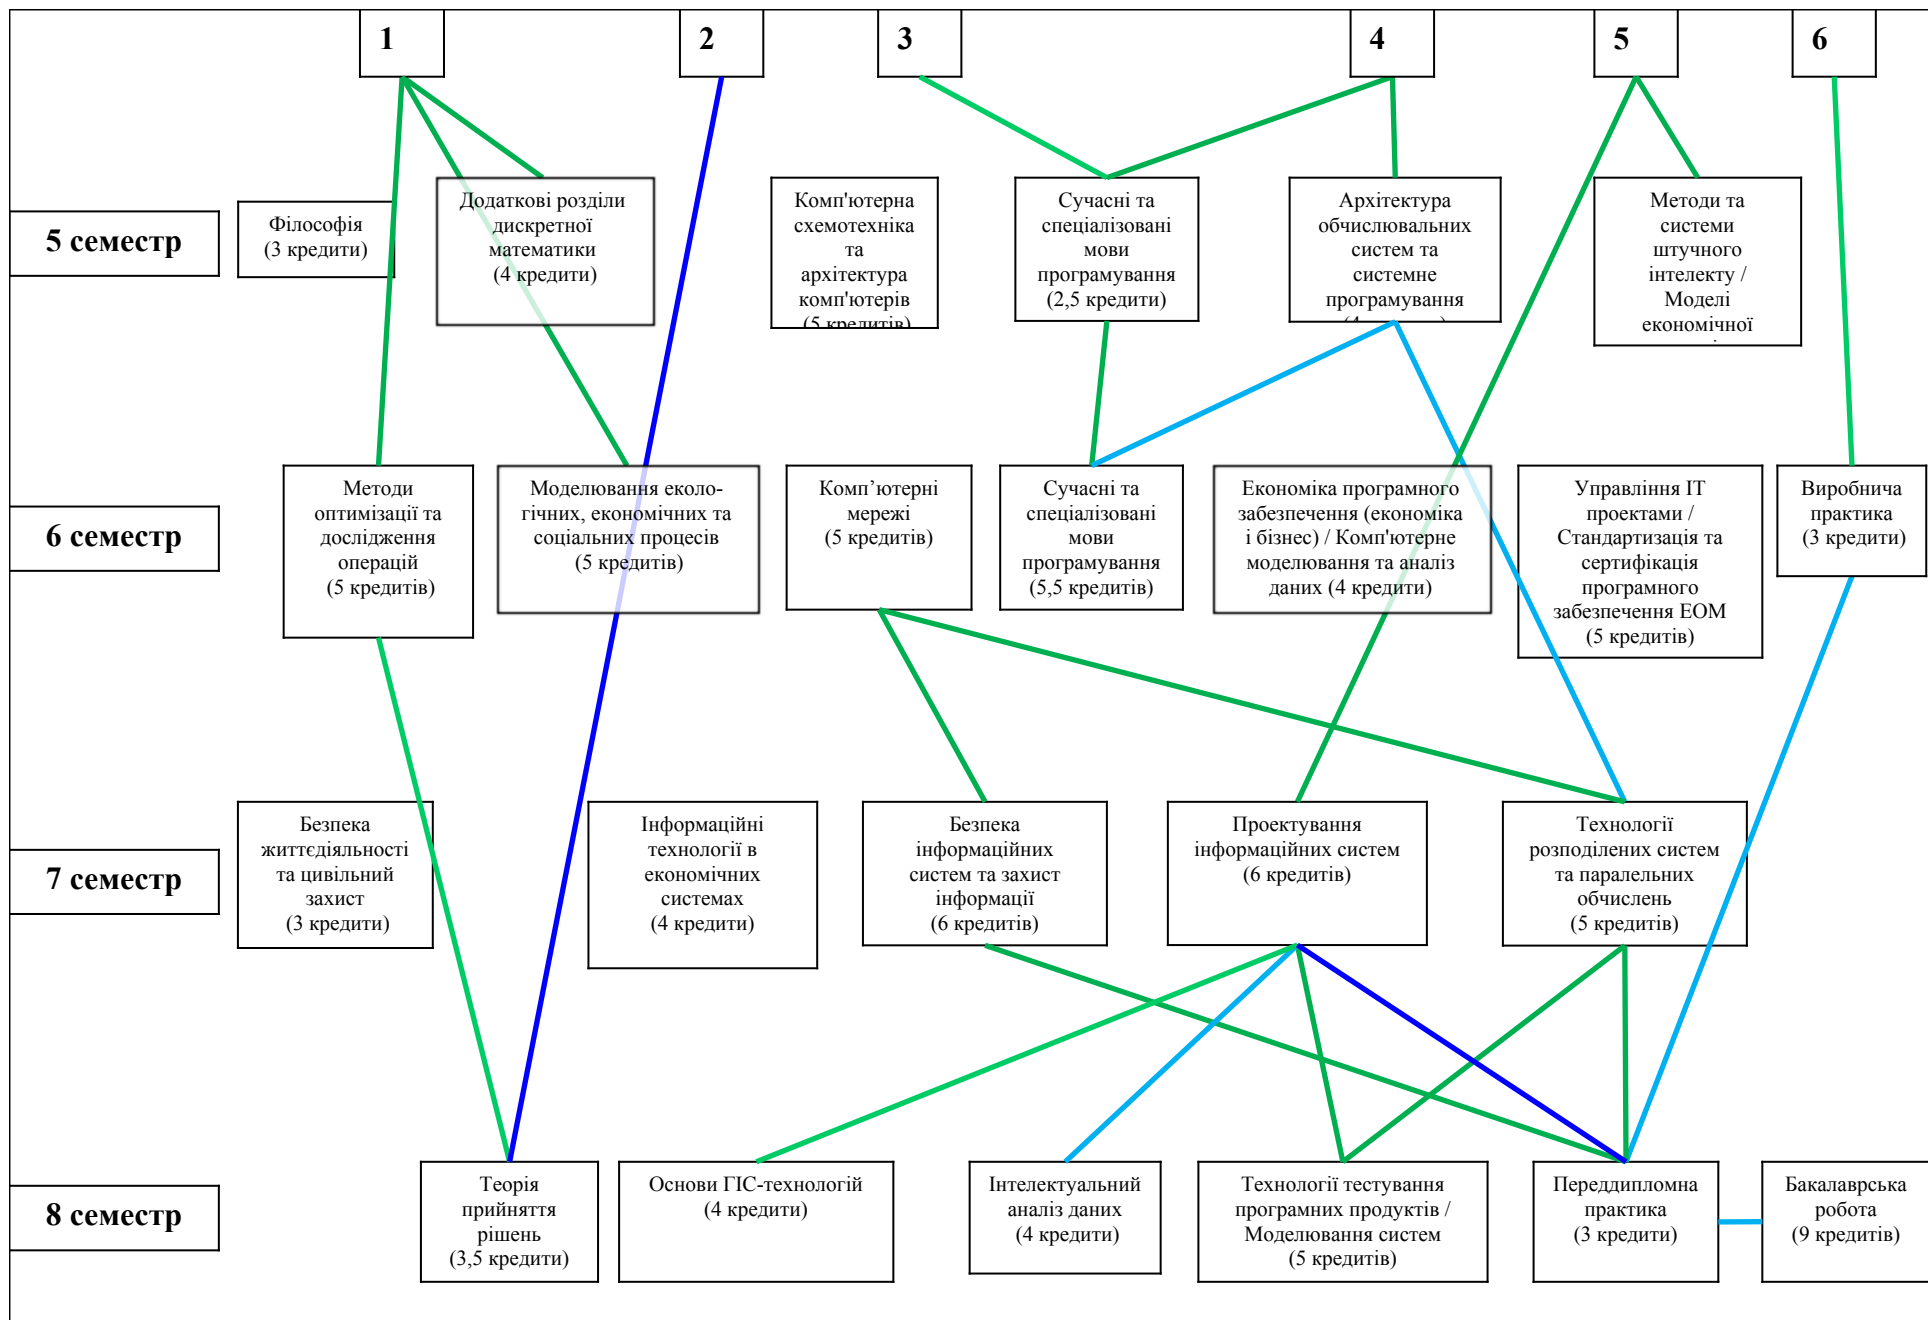 1
2
3
4
5
6
5 семестр
Філософія
(3 кредити)
Додаткові розділи
дискретної
математики
(4 кредити)
Комп'ютерна
схемотехніка
та
архітектура
комп'ютерів
(5 кредитів)
Сучасні та
спеціалізовані
мови
програмування
(2,5 кредити)
Архітектура
обчислювальних
систем та
системне
програмування
Методи та
системи
штучного
інтелекту /
Моделі
економічної
6 семестр
Методи
оптимізації та
дослідження
операцій
(5 кредитів)
Моделювання еколо-
гічних, економічних та
соціальних процесів
(5 кредитів)
Комп’ютерні
мережі
(5 кредитів)
Сучасні та
спеціалізовані
мови
програмування
(5,5 кредитів)
Економіка програмного
забезпечення (економіка
і бізнес) / Комп'ютерне
моделювання та аналіз
даних (4 кредити)
Управління ІТ
проектами /
Стандартизація та
сертифікація
програмного
забезпечення ЕОМ
(5 кредитів)
Виробнича
практика
(3 кредити)
7 семестр
Безпека
життєдіяльності
та цивільний
захист
(3 кредити)
Інформаційні
технології в
економічних
системах
(4 кредити)
Безпека
інформаційних
систем та захист
інформації
(6 кредитів)
Проектування
інформаційних систем
(6 кредитів)
Технології
розподілених систем
та паралельних
обчислень
(5 кредитів)
8 семестр
Теорія
прийняття
рішень
(3,5 кредити)
Основи ГІС-технологій
(4 кредити)
Інтелектуальний
аналіз даних
(4 кредити)
Технології тестування
програмних продуктів /
Моделювання систем
(5 кредитів)
Переддипломна
практика
(3 кредити)
Бакалаврська
робота
(9 кредитів)